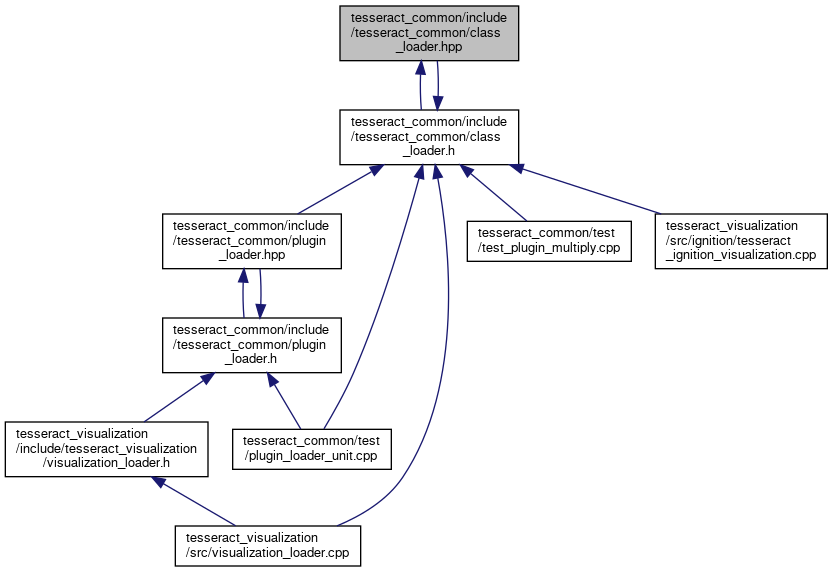 tesseract_common/include
/tesseract_common/class
_loader.hpp
tesseract_common/include
/tesseract_common/class
_loader.h
tesseract_common/include
/tesseract_common/plugin
_loader.hpp
tesseract_common/test
/test_plugin_multiply.cpp
tesseract_visualization
/src/ignition/tesseract
_ignition_visualization.cpp
tesseract_common/include
/tesseract_common/plugin
_loader.h
tesseract_visualization
/include/tesseract_visualization
/visualization_loader.h
tesseract_common/test
/plugin_loader_unit.cpp
tesseract_visualization
/src/visualization_loader.cpp